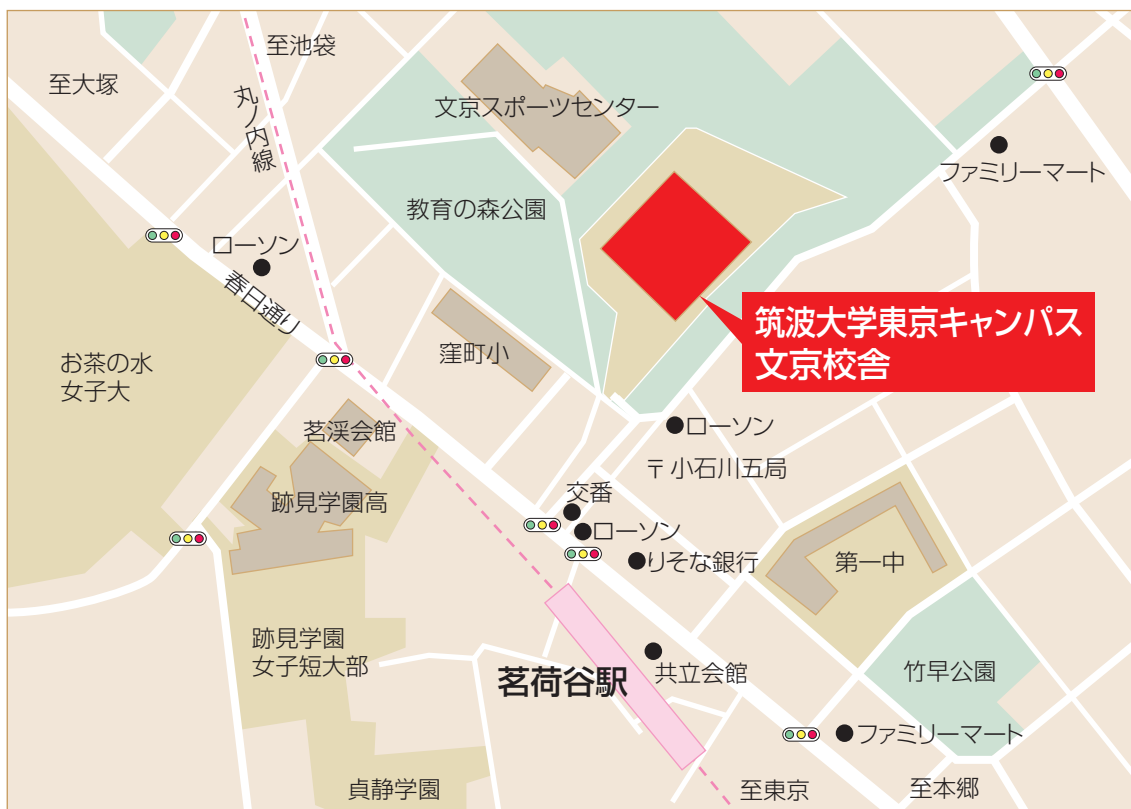 至池袋
至大塚
丸ノ内線
文京スポーツセンター
ファミリーマート
教育の森公園
ローソン
春日通り
筑波大学東京キャンパス
文京校舎
お茶の水
女子大
窪町小
茗渓会館
ローソン
〒小石川五局
跡見学園高
交番
ローソン
りそな銀行
第一中
跡見学園
女子短大部
茗荷谷駅
共立会館
竹早公園
ファミリーマート
貞静学園
至東京
至本郷